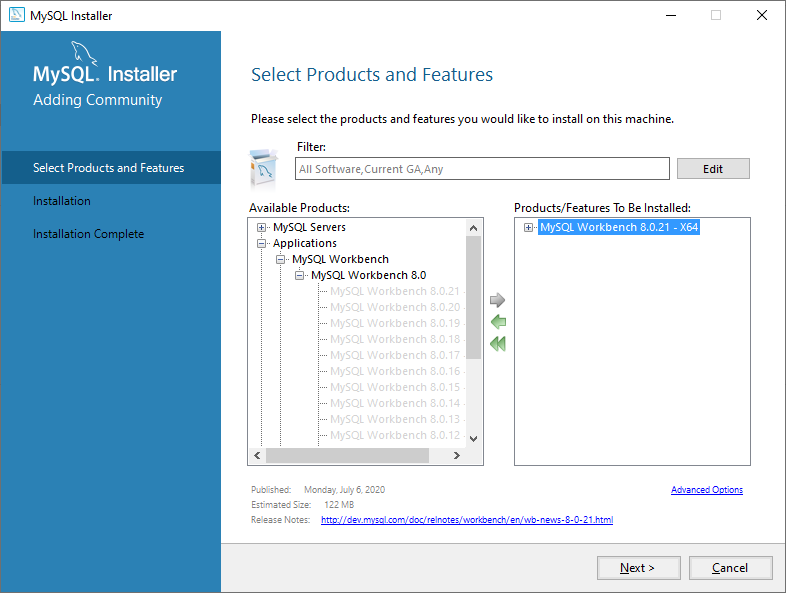 MySQL Installer
MySQL® Installer
Adding Community
Select Products and Features
Installation
Installation Complete
Select Products and Features
Please select the products and features you would like to install on this machine.
Filter:
All Software,Current GA,Any
Edit
Available Products:
MySQL Servers
Applications
MySQL Workbench
MySQL Workbench 8.0
MySQL Workbench 8.0.21
MySQL Workbench 8.0.20
MySQL Workbench 8.0.19
MySQL Workbench 8.0.18
MySQL Workbench 8.0.17
MySQL Workbench 8.0.16
MySQL Workbench 8.0.15
MySQL Workbench 8.0.14
MySQL Workbench 8.0.13
MySQL Workbench 8.0.12
Products/Features To Be Installed:
MySQL Workbench 8.0.21 - X64
Published: Monday, July 6, 2020
Estimated Size: 122 MB
Release Notes: http://dev.mysql.com/doc/relnotes/workbench/en/wb-news-8-0-21.html
Advanced Options
Next >
Cancel